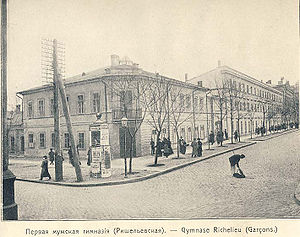 Первая мужская гимназія (Ришельевская). — Gymnase Richelieu (Garçons.)